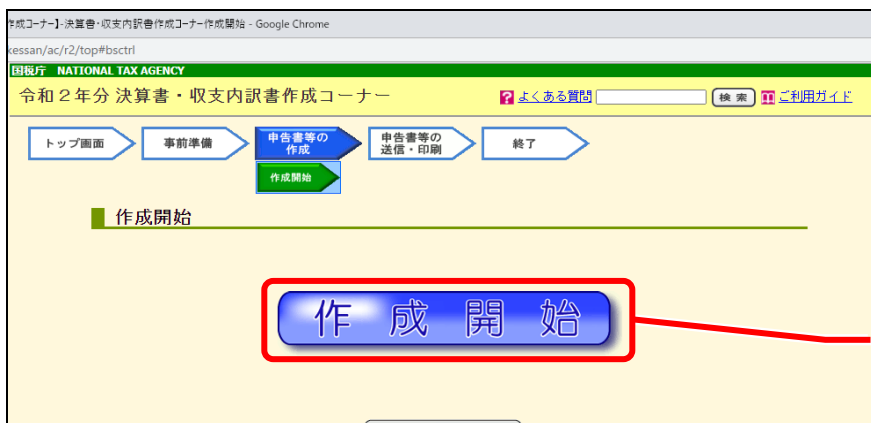 作成コーナー】-決算書・収支内訳書作成コーナー作成開始 - Google Chrome
kessan/ac/r2/top#bsctrl
国税庁 NATIONAL TAX AGENCY
令和２年分 決算書・収支内訳書作成コーナー
? よくある質問 検 索 ご利用ガイド
トップ画面 事前準備 申告書等の 申告書等の 終了
作成 送信・印刷
作成開始
作成開始
作 成 開 始